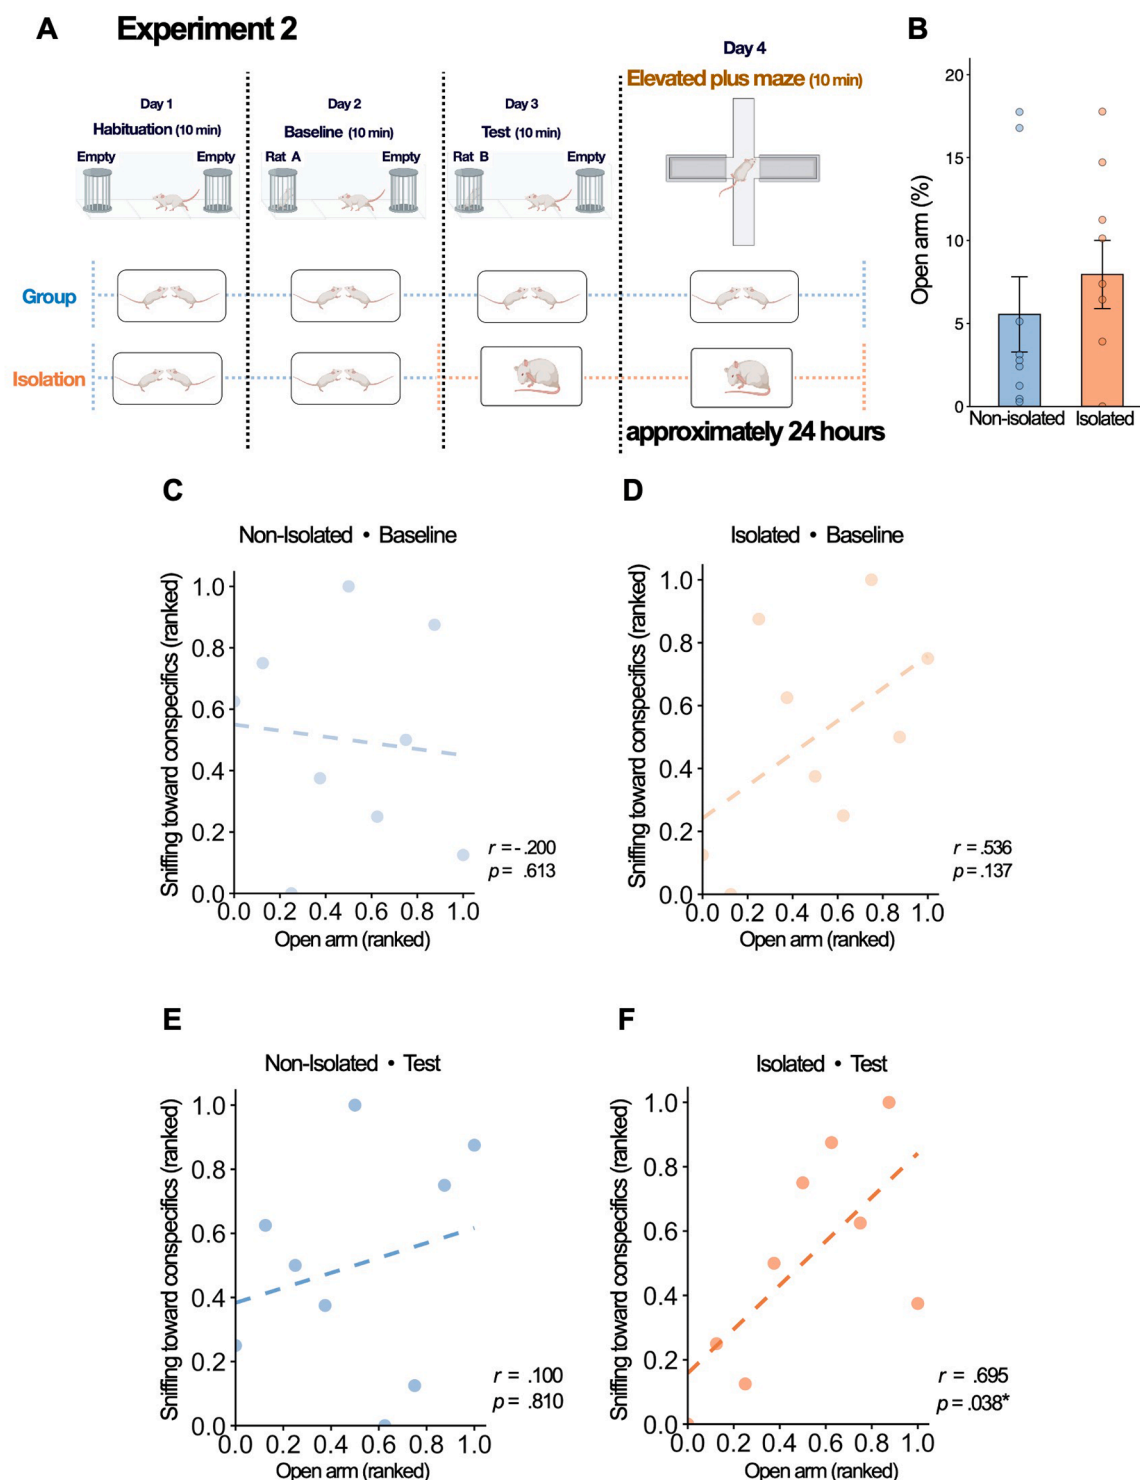 A
Experiment 2
Day 1
Habituation (10 min)
Empty
Empty
Day 2
Baseline (10 min)
Rat A
Empty
Day 3
Test (10 min)
Rat B
Empty
Day 4
Elevated plus maze (10 min)
Group
Isolation
approximately 24 hours
B
Open arm (%)
20
15
10
5
0
Non-isolated
Isolated
C
Non-Isolated • Baseline
Sniffing toward conspecifics (ranked)
1.0
0.8
0.6
0.4
0.2
0.0
0.0 0.2 0.4 0.6 0.8 1.0
Open arm (ranked)
r = -.200
p = .613
D
Isolated • Baseline
Sniffing toward conspecifics (ranked)
1.0
0.8
0.6
0.4
0.2
0.0
0.0 0.2 0.4 0.6 0.8 1.0
Open arm (ranked)
r = .536
p = .137
E
Non-Isolated • Test
Sniffing toward conspecifics (ranked)
1.0
0.8
0.6
0.4
0.2
0.0
0.0 0.2 0.4 0.6 0.8 1.0
Open arm (ranked)
r = .100
p = .810
F
Isolated • Test
Sniffing toward conspecifics (ranked)
1.0
0.8
0.6
0.4
0.2
0.0
0.0 0.2 0.4 0.6 0.8 1.0
Open arm (ranked)
r = .695
p = .038*